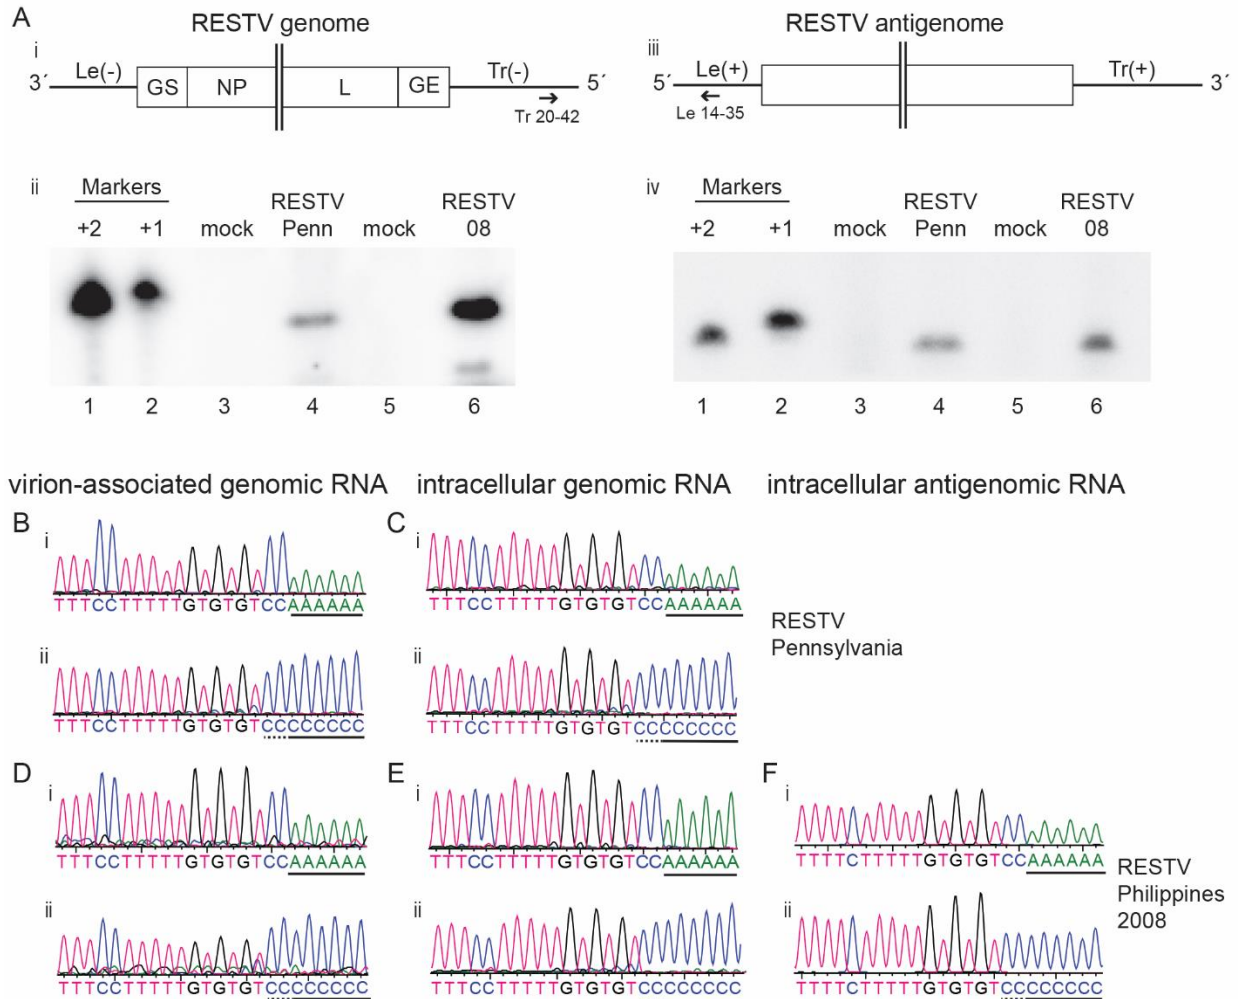 A
RESTV genome
RESTV antigenome
i
iii
3´ Le(-) GS NP L GE Tr(-) 5´
Tr 20-42
5´ Le(+) Tr(+) 3´
Le 14-35
ii
Markers
RESTV RESTV
+2 +1 mock Penn mock 08
1 2 3 4 5 6
iv
Markers
RESTV RESTV
+2 +1 mock Penn mock 08
1 2 3 4 5 6
virion-associated genomic RNA
intracellular genomic RNA
intracellular antigenomic RNA
B
i
TTTCCTTTTTGTGTGTCCAAAAAA
ii
TTTCCTTTTTGTGTGTCCCCCCCC
C
i
TTTCCTTTTTGTGTGTCCAAAAAA
ii
TTTCCTTTTTGTGTGTCCCCCCCC
RESTV
Pennsylvania
D
i
TTTCCTTTTTGTGTGTCCAAAAAA
ii
TTTCCTTTTTGTGTGTCCCCCCCC
E
i
TTTCCTTTTTGTGTGTCCAAAAAA
ii
TTTCCTTTTTGTGTGTCCCCCCCC
F
i
TTTTCTTTTTGTGTGTCCAAAAAA
ii
TTTTCTTTTTGTGTGTCCCCCCCC
RESTV
Philippines
2008